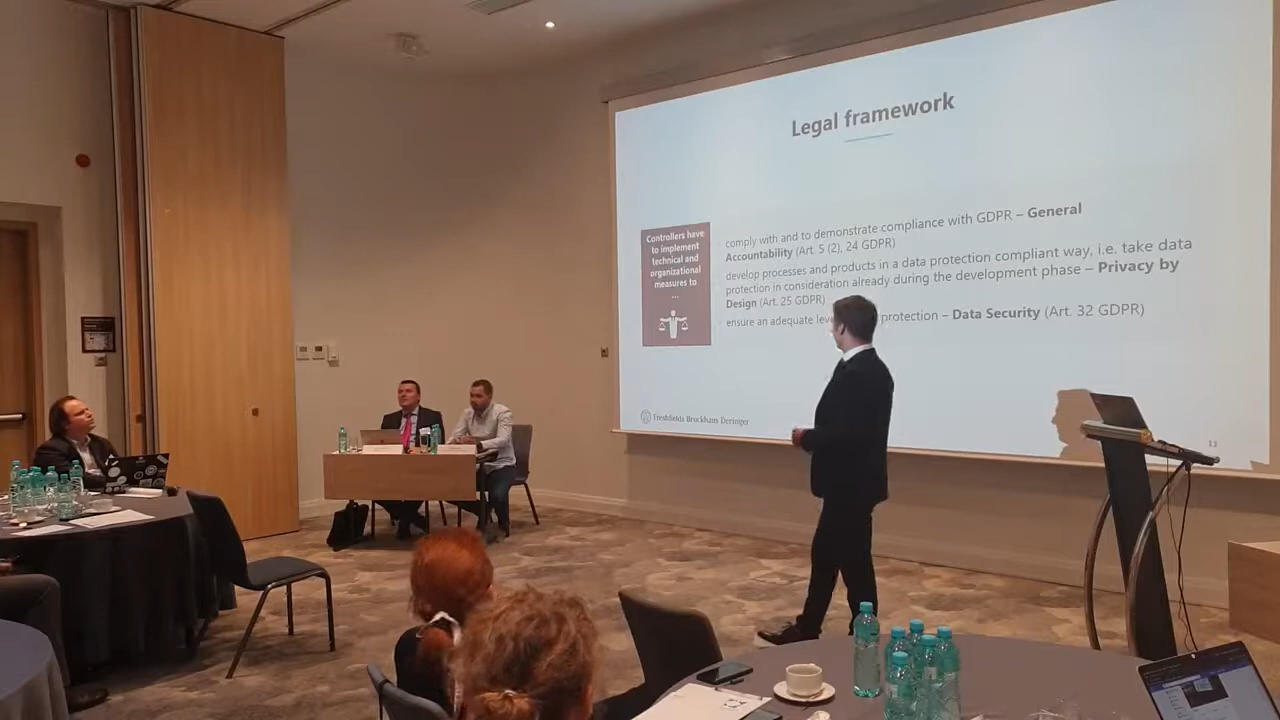 Legal framework
Controllers have
to implement
technical and
organizational
measures to
...
comply with and to demonstrate compliance with GDPR – General
Accountability (Art. 5 (2), 24 GDPR)
develop processes and products in a data protection compliant way, i.e. take data
protection in consideration already during the development phase – Privacy by
Design (Art. 25 GDPR)
ensure an adequate protection – Data Security (Art. 32 GDPR)
Freshfields Bruckhaus Deringer
13